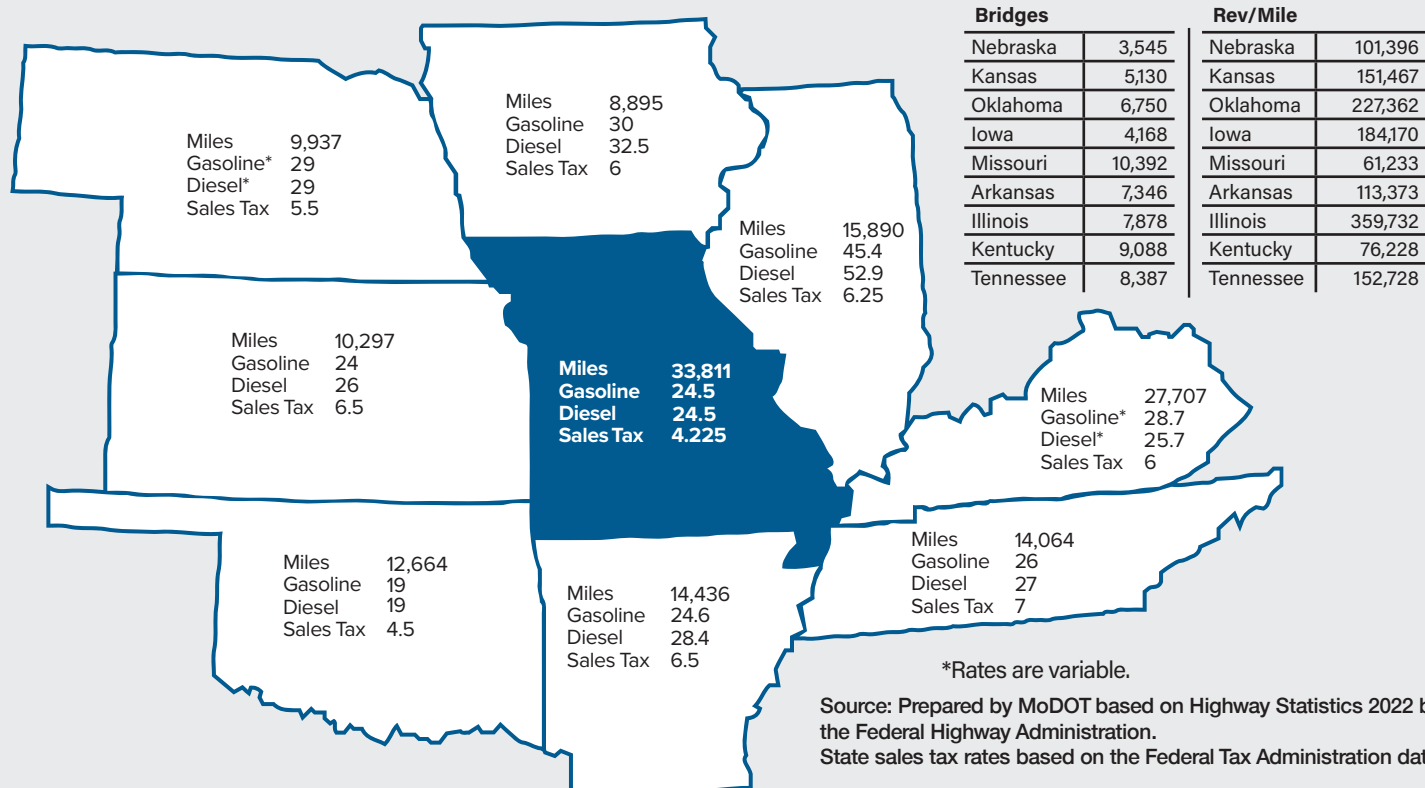 Bridges
Nebraska 3,545
Kansas 5,130
Oklahoma 6,750
Iowa 4,168
Missouri 10,392
Arkansas 7,346
Illinois 7,878
Kentucky 9,088
Tennessee 8,387
Rev/Mile
Nebraska 101,396
Kansas 151,467
Oklahoma 227,362
Iowa 184,170
Missouri 61,233
Arkansas 113,373
Illinois 359,732
Kentucky 76,228
Tennessee 152,728
Miles 9,937
Gasoline* 29
Diesel* 29
Sales Tax 5.5
Miles 8,895
Gasoline 30
Diesel 32.5
Sales Tax 6
Miles 15,890
Gasoline 45.4
Diesel 52.9
Sales Tax 6.25
Miles 10,297
Gasoline 24
Diesel 26
Sales Tax 6.5
Miles 33,811
Gasoline 24.5
Diesel 24.5
Sales Tax 4.225
Miles 27,707
Gasoline* 28.7
Diesel* 25.7
Sales Tax 6
Miles 12,664
Gasoline 19
Diesel 19
Sales Tax 4.5
Miles 14,436
Gasoline 24.6
Diesel 28.4
Sales Tax 6.5
Miles 14,064
Gasoline 26
Diesel 27
Sales Tax 7
*Rates are variable.
Source: Prepared by MoDOT based on Highway Statistics 2022
the Federal Highway Administration.
State sales tax rates based on the Federal Tax Administration